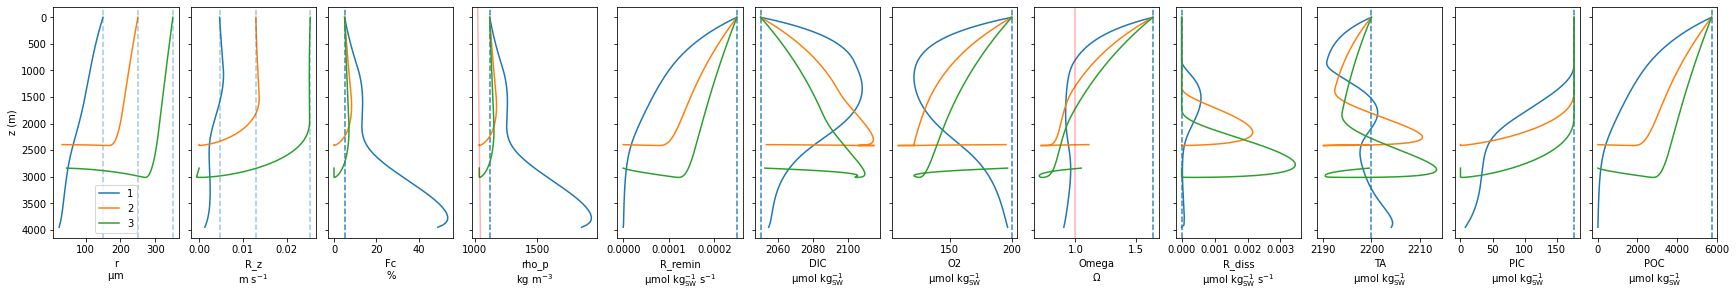 0
500
1000
1500
2000
2500
3000
3500
4000
z (m)
1
2
3
100 200 300
r
µm
0.00 0.01 0.02
R_z
m s⁻¹
0 20 40
Fc
%
1000 1500
rho_p
kg m⁻³
0.0000 0.0001 0.0002
R_remin
µmol kg⁻¹SW s⁻¹
2060 2080 2100
DIC
µmol kg⁻¹SW
150 200
O2
µmol kg⁻¹SW
1.0 1.5
Omega
Ω
0.000 0.001 0.002 0.003
R_diss
µmol kg⁻¹SW s⁻¹
2190 2200 2210
TA
µmol kg⁻¹SW
0 50 100 150
PIC
µmol kg⁻¹SW
0 2000 4000 6000
POC
µmol kg⁻¹SW